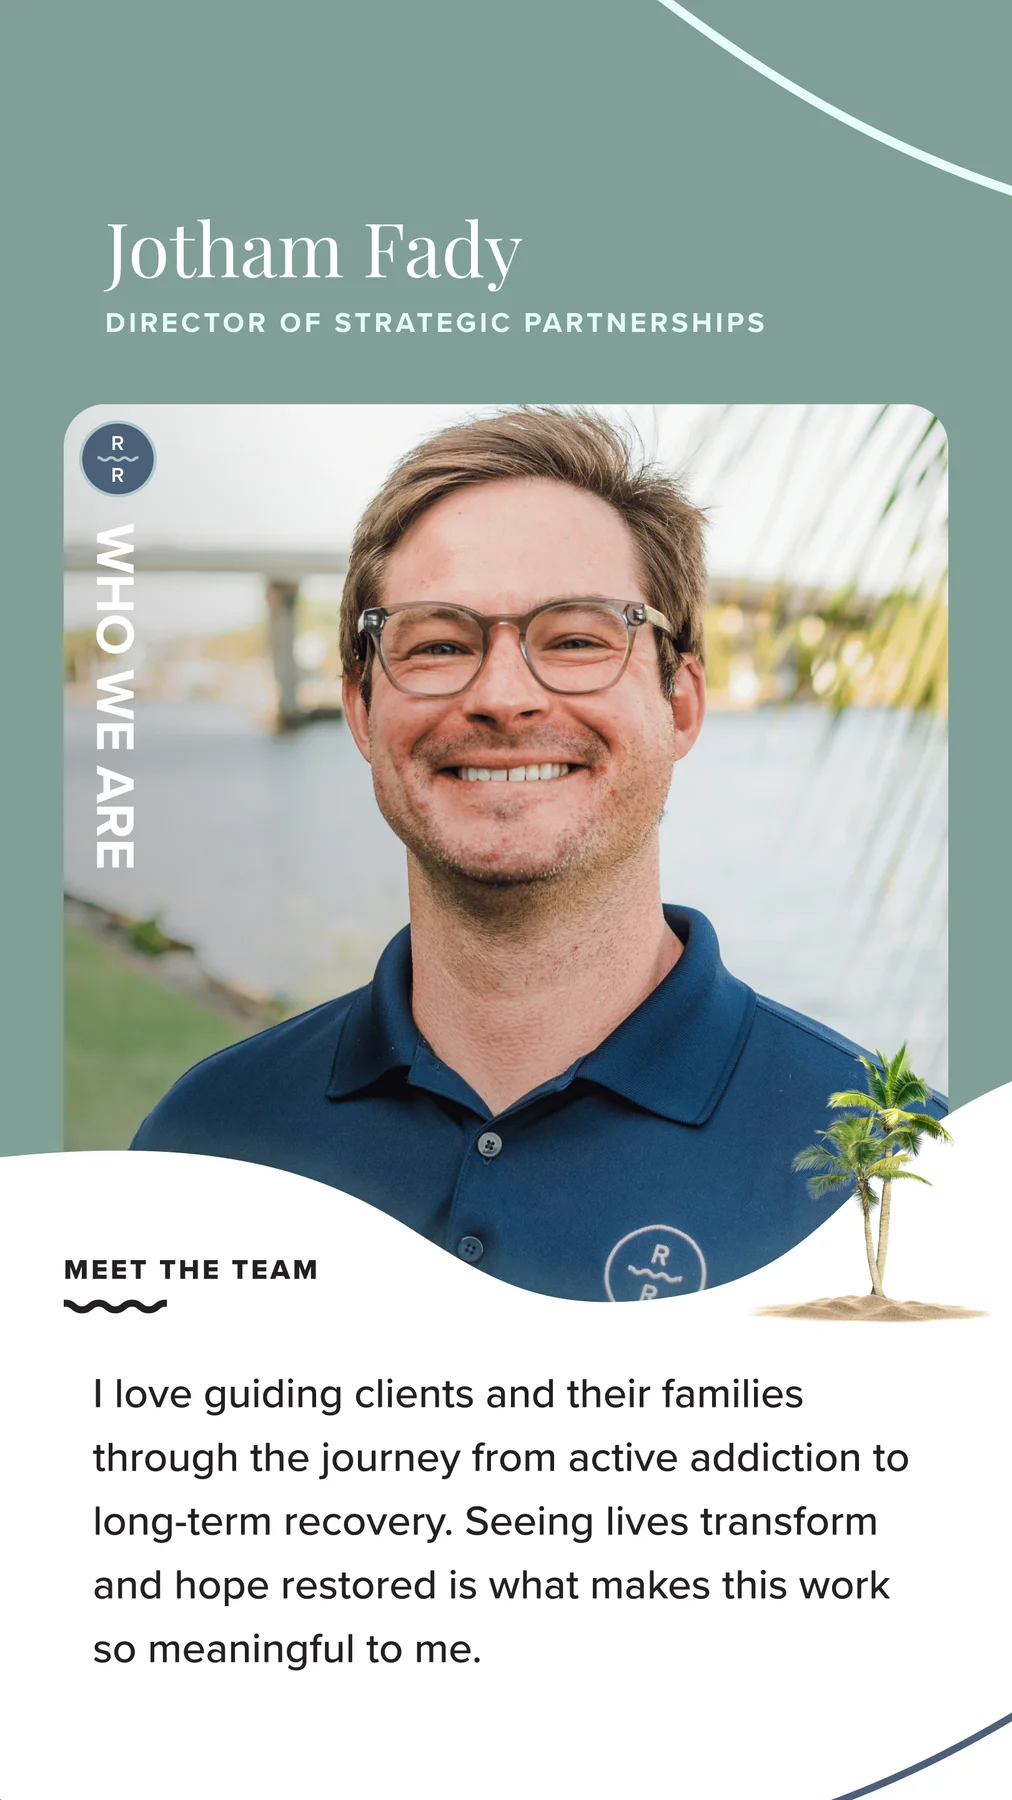 Jotham Fady
DIRECTOR OF STRATEGIC PARTNERSHIPS
R
R
WHO WE ARE
R
R
MEET THE TEAM
I love guiding clients and their families
through the journey from active addiction to
long-term recovery. Seeing lives transform
and hope restored is what makes this work
so meaningful to me.